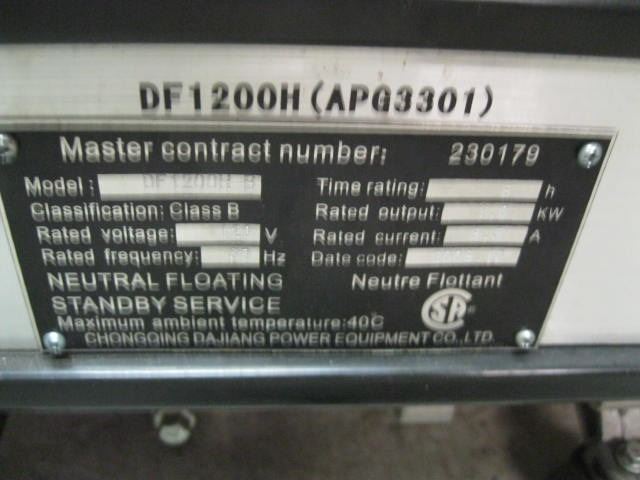 DF1200H(APG3301)
Master contract number: 230179
Model: DF1200H
Time rating: h
Classification: Class B
Rated output: KW
Rated voltage: V
Rated current: A
Rated frequency: Hz
Date code:
NEUTRAL FLOATING
Neutre Flottant
STANDBY SERVICE
Maximum ambient temperature:40C
CHONGQING DAJIANG POWER EQUIPMENT CO.,LTD.